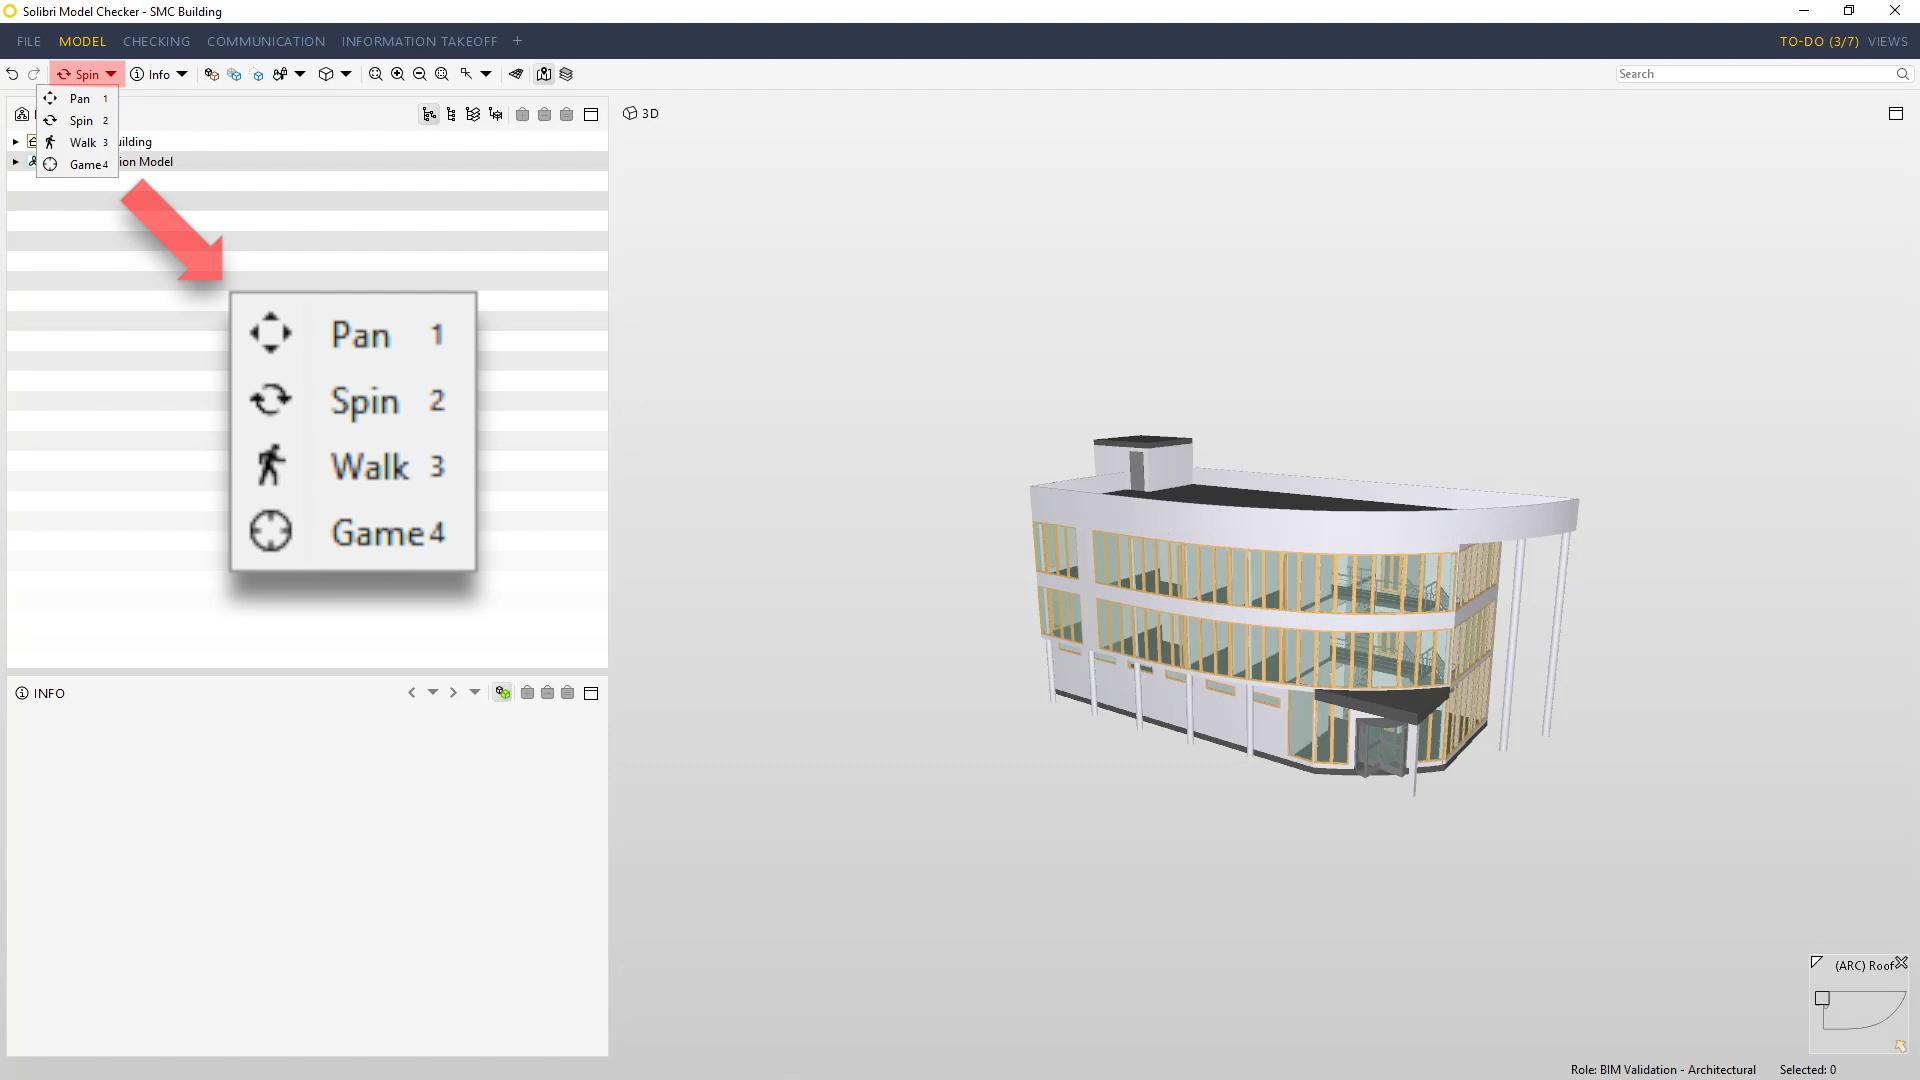 Solibri Model Checker - SMC Building
FILE MODEL CHECKING COMMUNICATION INFORMATION TAKEOFF +
TO-DO (3/7) VIEWS
Spin Info
Search
Pan 1
Spin 2
Walk 3
Game 4
uilding
ion Model
3D
Pan 1
Spin 2
Walk 3
Game 4
INFO
(ARC) Roof
Role: BIM Validation - Architectural Selected: 0